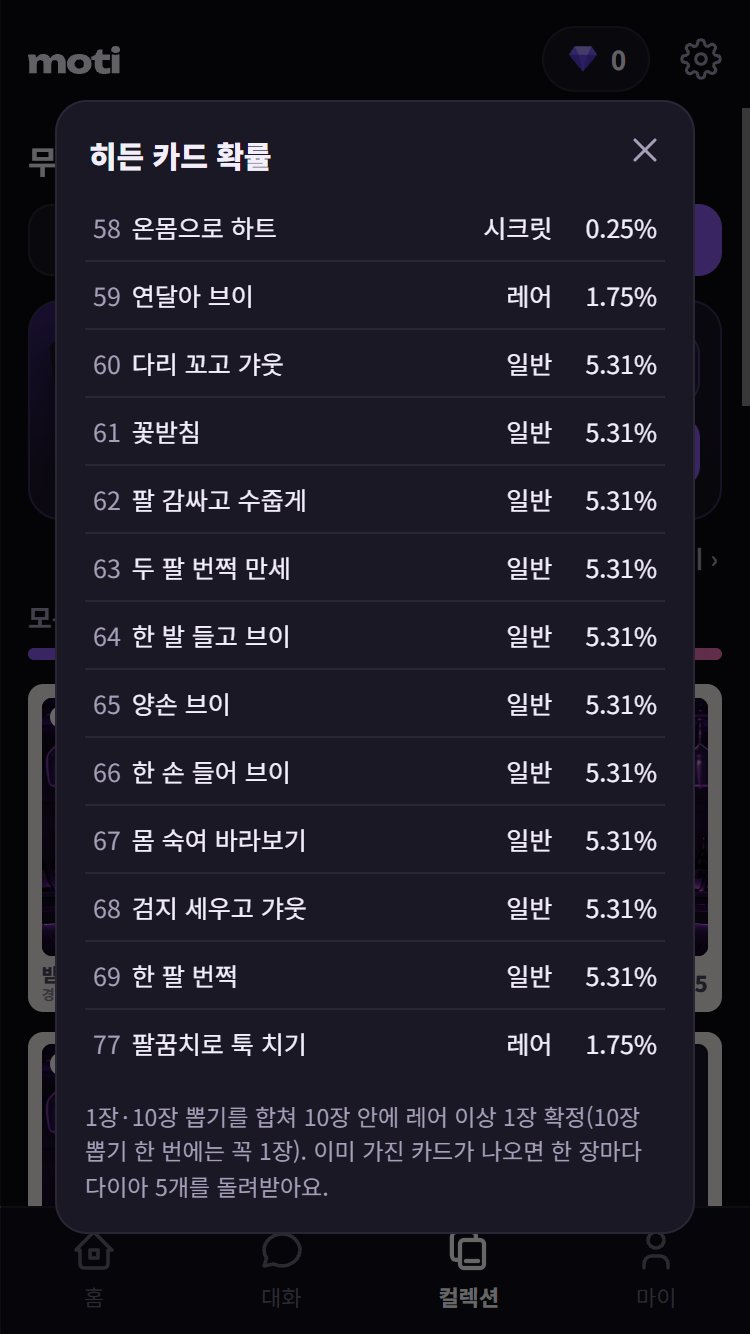 moti
0
무
히든 카드 확률
58 온몸으로 하트 시크릿 0.25%
59 연달아 브이 레어 1.75%
60 다리 꼬고 갸웃 일반 5.31%
61 꽃받침 일반 5.31%
62 팔 감싸고 수줍게 일반 5.31%
63 두 팔 번쩍 만세 일반 5.31%
64 한 발 들고 브이 일반 5.31%
65 양손 브이 일반 5.31%
66 한 손 들어 브이 일반 5.31%
67 몸 숙여 바라보기 일반 5.31%
68 검지 세우고 갸웃 일반 5.31%
69 한 팔 번쩍 일반 5.31%
77 팔꿈치로 툭 치기 레어 1.75%
1장·10장 뽑기를 합쳐 10장 안에 레어 이상 1장 확정(10장
뽑기 한 번에는 꼭 1장). 이미 가진 카드가 나오면 한 장마다
다이아 5개를 돌려받아요.
홈 대화 컬렉션 마이